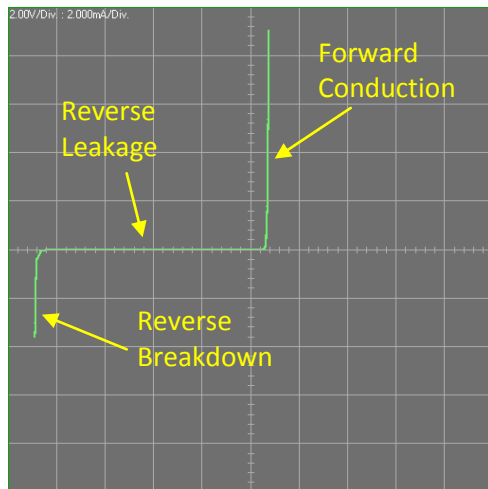 2.00V/Div. : 2.000mA/Div.
Forward
Conduction
Reverse
Leakage
Reverse
Breakdown